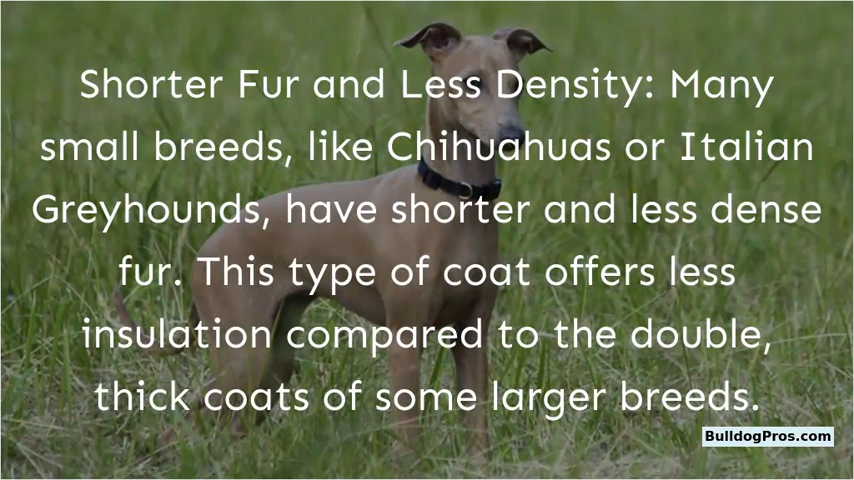 Shorter Fur and Less Density: Many
small breeds, like Chihuahuas or Italian
Greyhounds, have shorter and less dense
fur. This type of coat offers less
insulation compared to the double,
thick coats of some larger breeds.
BulldogPros.com